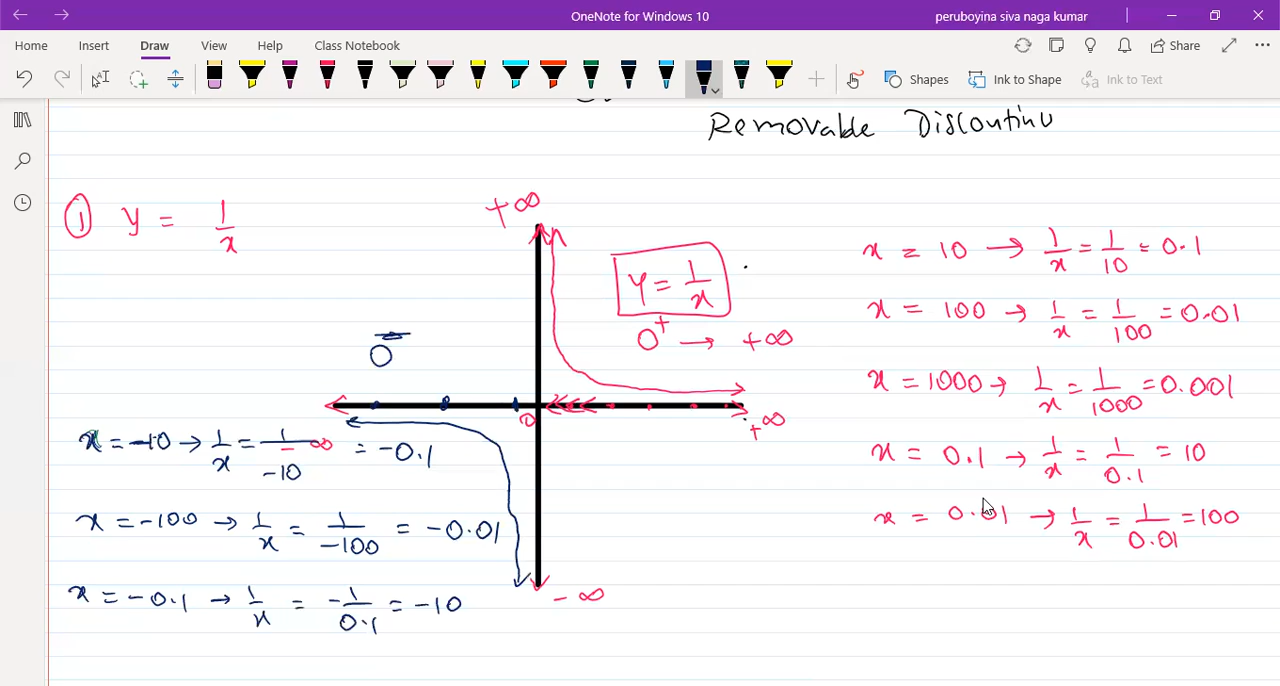 OneNote for Windows 10
peruboyina siva naga kumar
Home Insert Draw View Help Class Notebook Share
Shapes Ink to Shape Ink to Text
Removable Discontinu
① y = 1/x
+∞
y = 1/x
0⁺ → +∞
0⁻
0
+∞
-∞
-∞
x = -10 → 1/x = 1/-10 = -0.1
x = -100 → 1/x = 1/-100 = -0.01
x = -0.1 → 1/x = -1/0.1 = -10
x = 10 → 1/x = 1/10 = 0.1
x = 100 → 1/x = 1/100 = 0.01
x = 1000 → 1/x = 1/1000 = 0.001
x = 0.1 → 1/x = 1/0.1 = 10
x = 0.01 → 1/x = 1/0.01 = 100